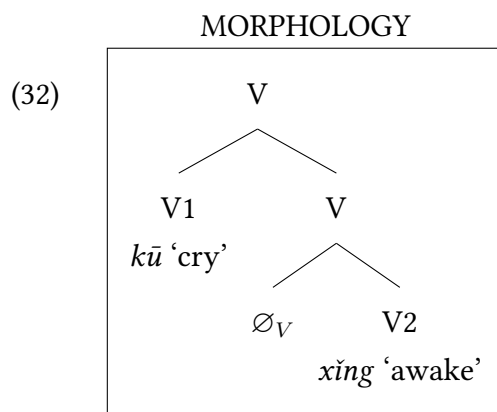 MORPHOLOGY
(32) V
V1 V
kū ‘cry’
∅V V2
xǐng ‘awake’